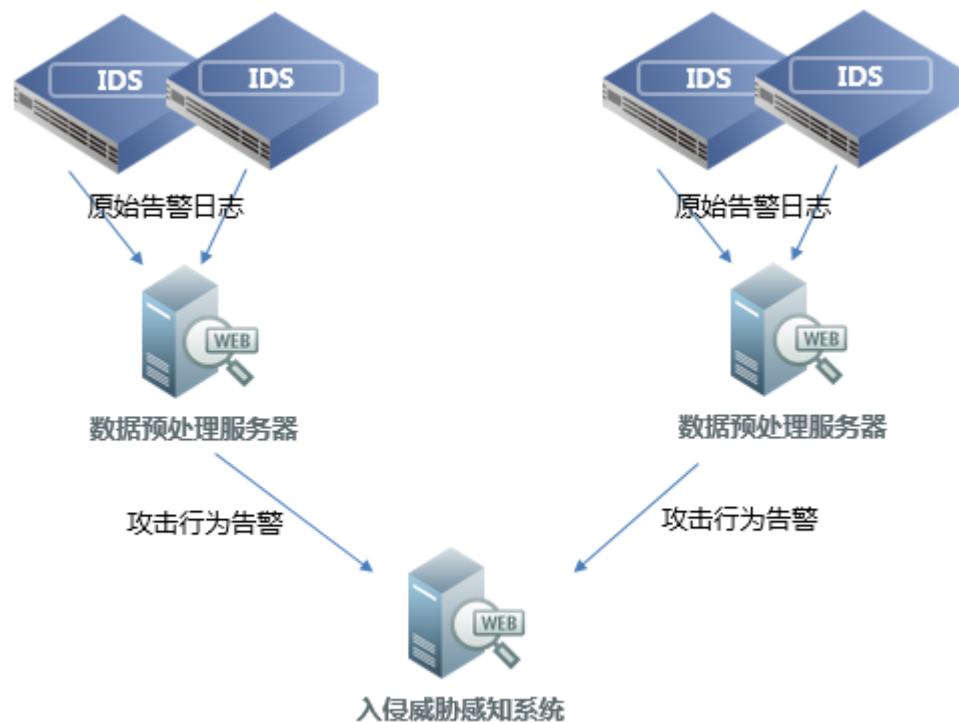 IDS
IDS
IDS
IDS
原始告警日志
原始告警日志
WEB
WEB
数据预处理服务器
数据预处理服务器
攻击行为告警
攻击行为告警
WEB
入侵威胁感知系统